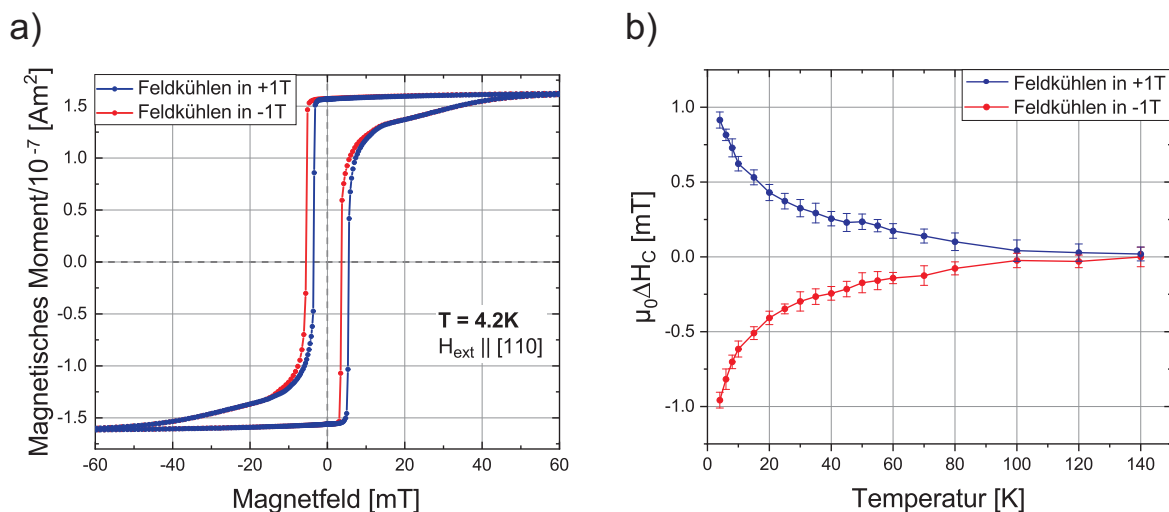 a)
Magnetisches Moment/10⁻⁷ [Am²]
1.5
1.0
0.5
0.0
-0.5
-1.0
-1.5
Feldkühlen in +1T
Feldkühlen in -1T
T = 4.2K
H_ext || [110]
-60
-40
-20
0
20
40
60
Magnetfeld [mT]
b)
μ₀ΔH_C [mT]
1.0
0.5
0.0
-0.5
-1.0
Feldkühlen in +1T
Feldkühlen in -1T
0
20
40
60
80
100
120
140
Temperatur [K]